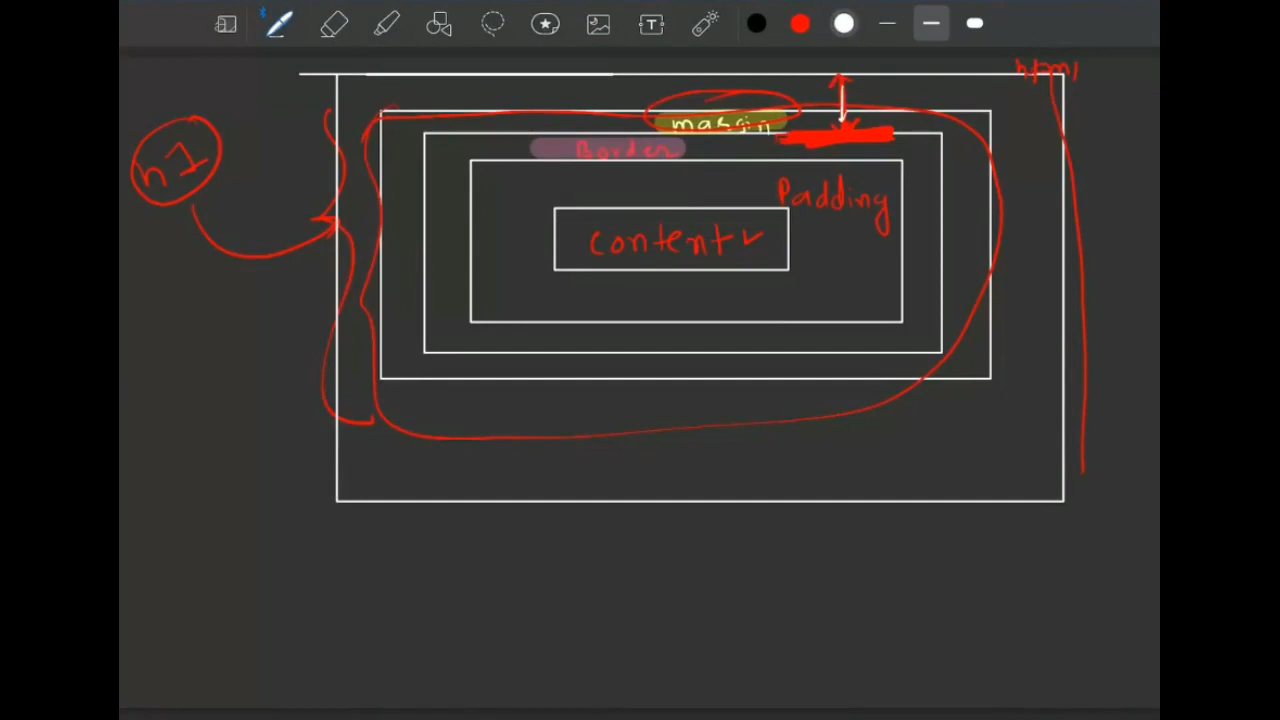 html
margin
h1
Border
Padding
content